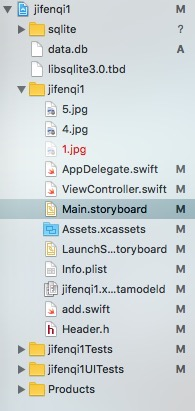 jifenqi1
sqlite ?
data.db A
libsqlite3.0.tbd
jifenqi1
5.jpg
4.jpg
1.jpg
AppDelegate.swift M
ViewController.swift M
Main.storyboard M
Assets.xcassets M
LaunchS...toryboard M
Info.plist M
jifenqi1.x...tamodeld M
add.swift M
Header.h M
jifenqi1Tests M
jifenqi1UITests M
Products